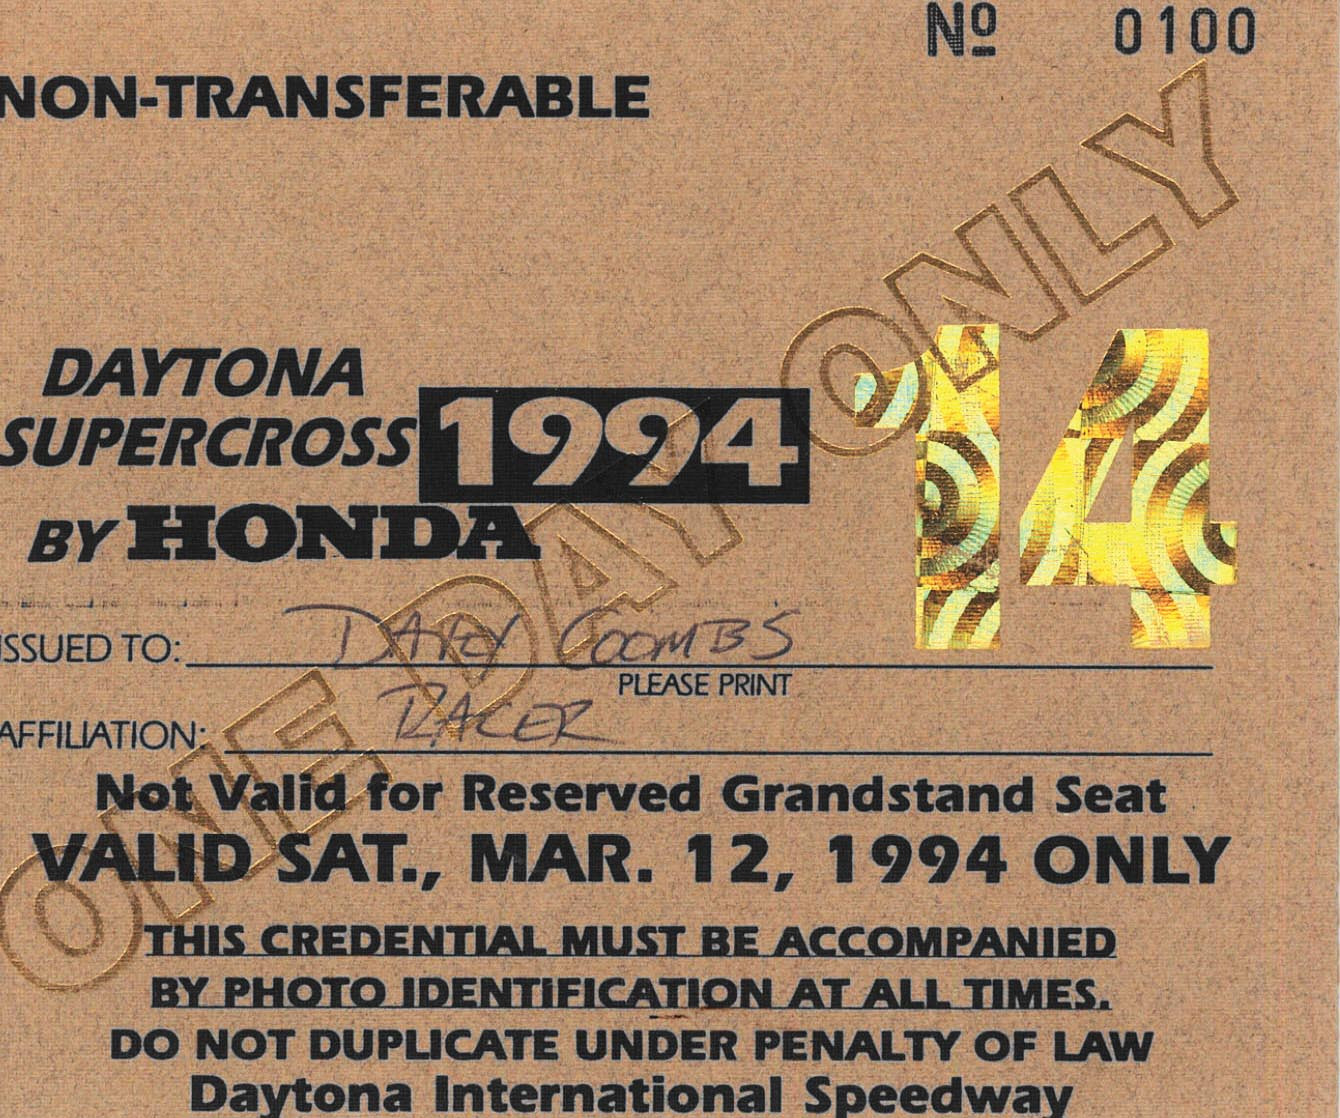 Nº 0100
NON-TRANSFERABLE
DAYTONA
SUPERCROSS 1994
BY HONDA
14
ONE DAY ONLY
ISSUED TO: DAVEY COOMBS
PLEASE PRINT
AFFILIATION: RACER
Not Valid for Reserved Grandstand Seat
VALID SAT., MAR. 12, 1994 ONLY
THIS CREDENTIAL MUST BE ACCOMPANIED
BY PHOTO IDENTIFICATION AT ALL TIMES.
DO NOT DUPLICATE UNDER PENALTY OF LAW
Daytona International Speedway